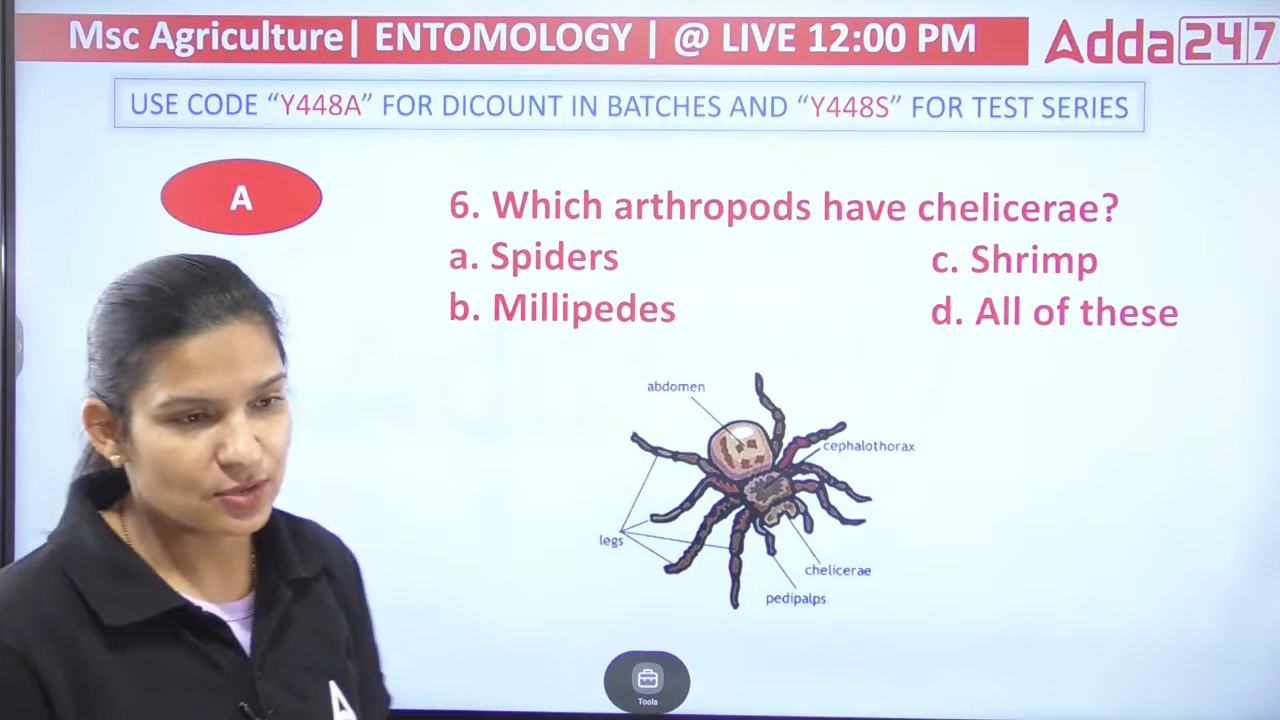 Msc Agriculture| ENTOMOLOGY | @ LIVE 12:00 PM
Adda247
USE CODE “Y448A” FOR DICOUNT IN BATCHES AND “Y448S” FOR TEST SERIES
A
6. Which arthropods have chelicerae?
a. Spiders
c. Shrimp
b. Millipedes
d. All of these
abdomen
cephalothorax
legs
chelicerae
pedipalps
Tools